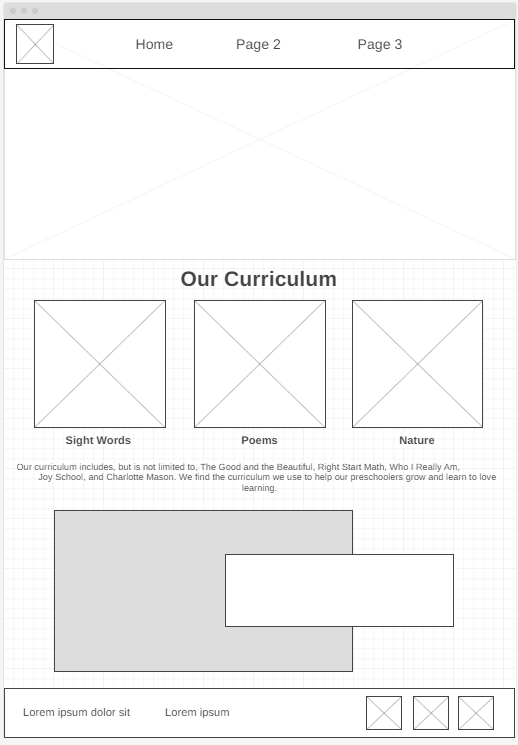 Home Page 2 Page 3
Our Curriculum
Sight Words Poems Nature
Our curriculum includes, but is not limited to, The Good and the Beautiful, Right Start Math, Who I Really Am,
Joy School, and Charlotte Mason. We find the curriculum we use to help our preschoolers grow and learn to love
learning.
Lorem ipsum dolor sit Lorem ipsum